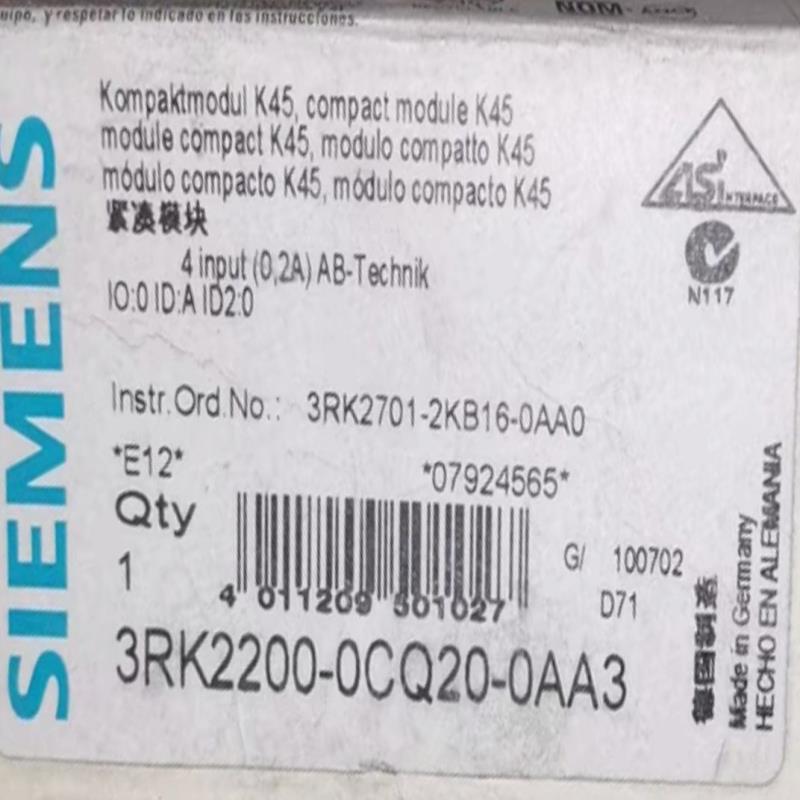 y respetar lo indicado en las instrucciones.
NOM-
SIEMENS
Kompaktmodul K45, compact module K45
module compact K45, modulo compatto K45
módulo compacto K45, módulo compacto K45
紧凑模块
4 input (0,2A) AB-Technik
IO:0 ID:A ID2:0
ASi
INTERFACE
N117
Instr.Ord.No.: 3RK2701-2KB16-0AA0
*E12* *07924565*
Qty
1
4 011209 501027
G/ 100702
D71
3RK2200-0CQ20-0AA3
德国制造
Made in Germany
HECHO EN ALEMANIA